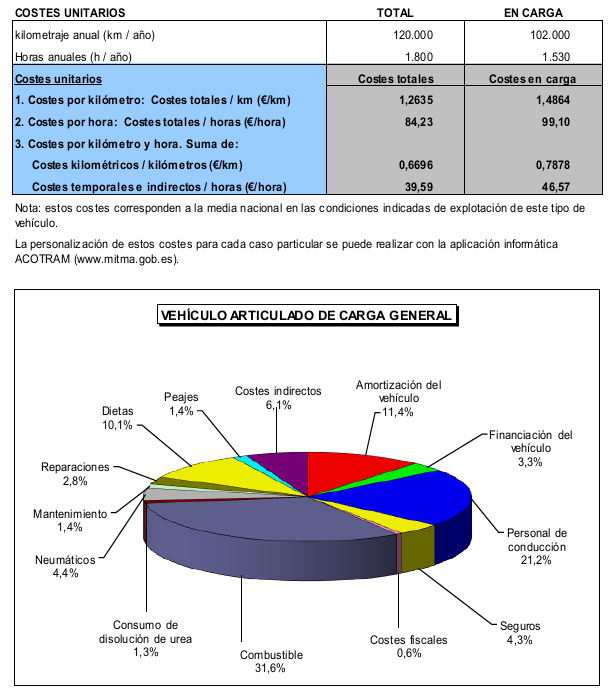 COSTES UNITARIOS TOTAL EN CARGA
kilometraje anual (km / año) 120.000 102.000
Horas anuales (h / año) 1.800 1.530
Costes unitarios Costes totales Costes en carga
1. Costes por kilómetro: Costes totales / km (€/km) 1,2635 1,4864
2. Costes por hora: Costes totales / horas (€/hora) 84,23 99,10
3. Costes por kilómetro y hora. Suma de:
Costes kilométricos / kilómetros (€/km) 0,6696 0,7878
Costes temporales e indirectos / horas (€/hora) 39,59 46,57
Nota: estos costes corresponden a la media nacional en las condiciones indicadas de explotación de este tipo de
vehículo.
La personalización de estos costes para cada caso particular se puede realizar con la aplicación informática
ACOTRAM (www.mitma.gob.es).
VEHÍCULO ARTICULADO DE CARGA GENERAL
Costes indirectos
6,1%
Amortización del
vehículo
11,4%
Peajes
1,4%
Dietas
10,1%
Financiación del
vehículo
3,3%
Reparaciones
2,8%
Mantenimiento
1,4%
Personal de
conducción
21,2%
Neumáticos
4,4%
Consumo de
disolución de urea
1,3%
Combustible
31,6%
Costes fiscales
0,6%
Seguros
4,3%